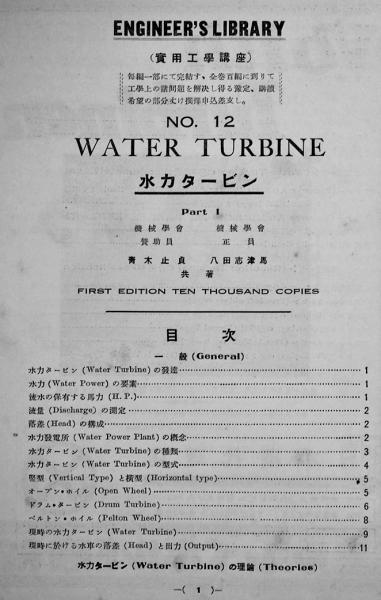 ENGINEER'S LIBRARY
(實用工學講座)
每編一部にて完結す、全卷百編に到りて
工學上の諸問題を解決し得る豫定、購讀
希望の部分丈け撰擇申込差支し。
NO. 12
WATER TURBINE
水力タービン
Part 1
機械學會 機械學會
賛助員 正員
青木止貞 八田志津馬
共著
FIRST EDITION TEN THOUSAND COPIES
目次
一般 (General)
水力タービン (Water Turbine) の發達 1
水力 (Water Power) の要素 1
流水の保有する馬力 (H. P.) 1
流量 (Discharge) の測定 2
落差 (Head) の構成 2
水力發電所 (Water Power Plant) の概念 2
水力タービン (Water Turbine) の種類 3
水力タービン (Water Turbine) の型式 4
竪型 (Vertical Type) と横型 (Horizontal type) 5
オープン・ホイル (Open Wheel) 5
ドラム・タービン (Drum Turbine) 6
ペルトン・ホイル (Pelton Wheel) 8
現時の水力タービン (Water Turbine) 9
現時に於ける水車の落差 (Head) と出力 (Output) 11
水力タービン (Water Turbine) の理論 (Theories)
—( 1 )—